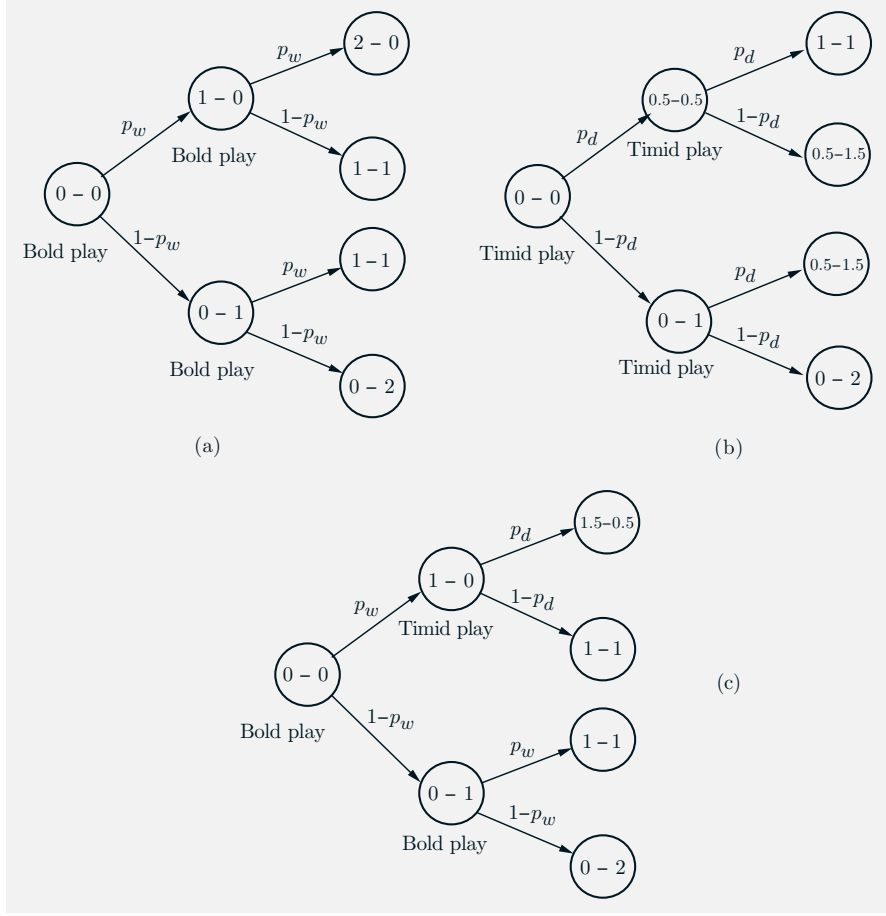 p_w
2 – 0
1 – 0
p_w
1–p_w
Bold play
1 – 1
0 – 0
Bold play
1–p_w
p_w
1 – 1
0 – 1
1–p_w
Bold play
0 – 2
(a)
p_d
1 – 1
0.5–0.5
p_d
1–p_d
Timid play
0.5–1.5
0 – 0
Timid play
1–p_d
p_d
0.5–1.5
0 – 1
1–p_d
Timid play
0 – 2
(b)
p_d
1.5–0.5
1 – 0
p_w
1–p_d
Timid play
1 – 1
0 – 0
Bold play
1–p_w
p_w
1 – 1
0 – 1
1–p_w
Bold play
0 – 2
(c)